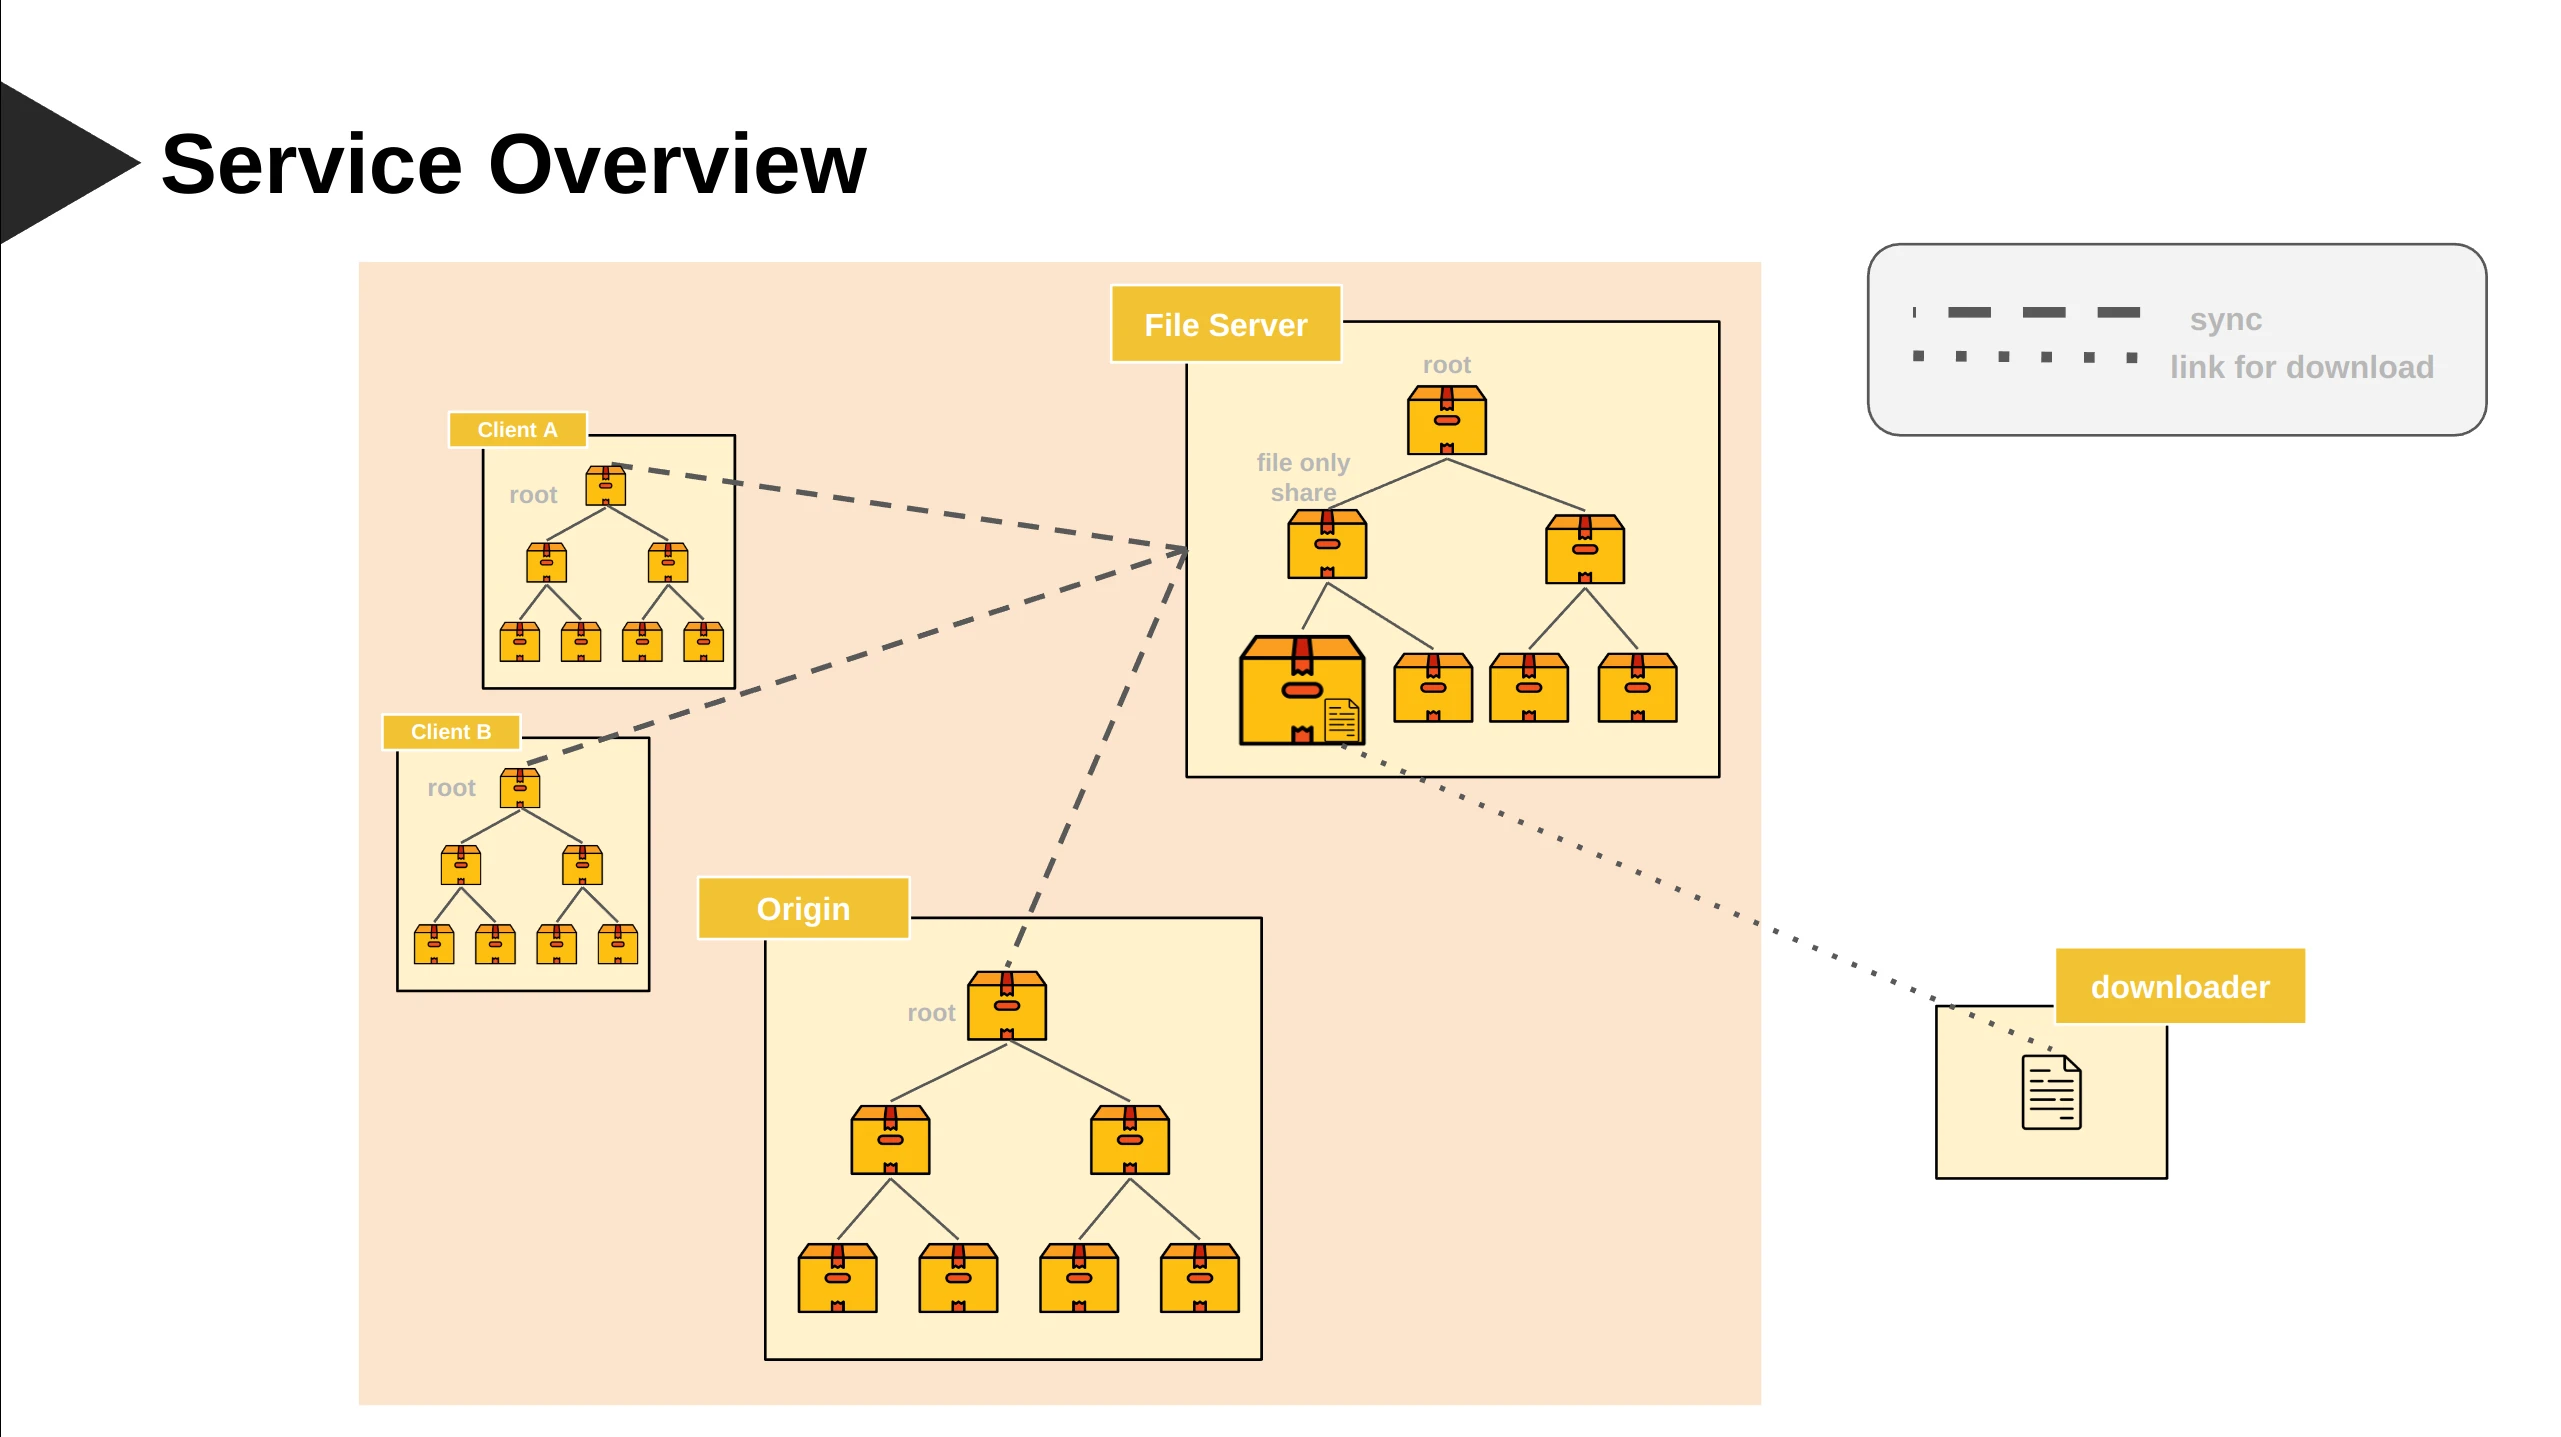 Service Overview
File Server
root
file only
share
sync
link for download
Client A
root
Client B
root
Origin
root
downloader